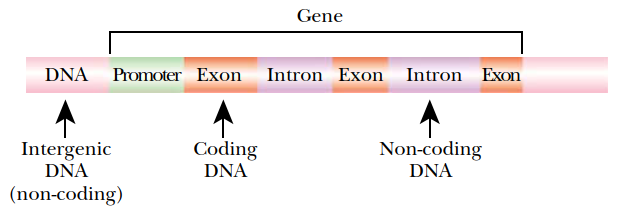 Gene
DNA Promoter Exon Intron Exon Intron Exon
Intergenic
DNA
(non-coding)
Coding
DNA
Non-coding
DNA